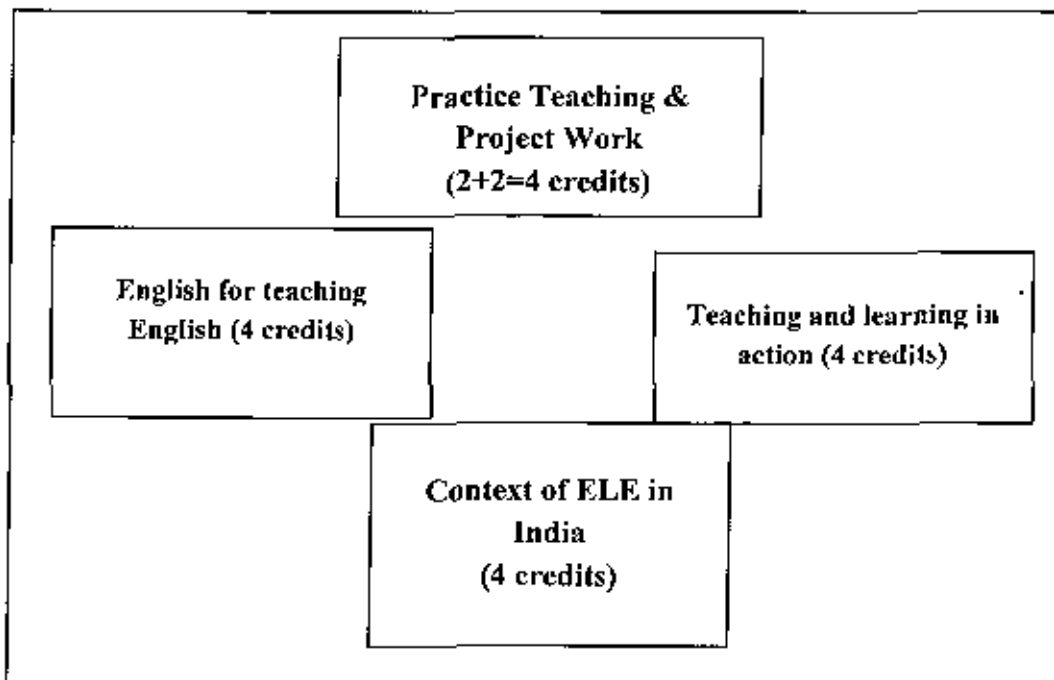 Practice Teaching &
Project Work
(2+2=4 credits)
English for teaching
English (4 credits)
Teaching and learning in
action (4 credits)
Context of ELE in
India
(4 credits)